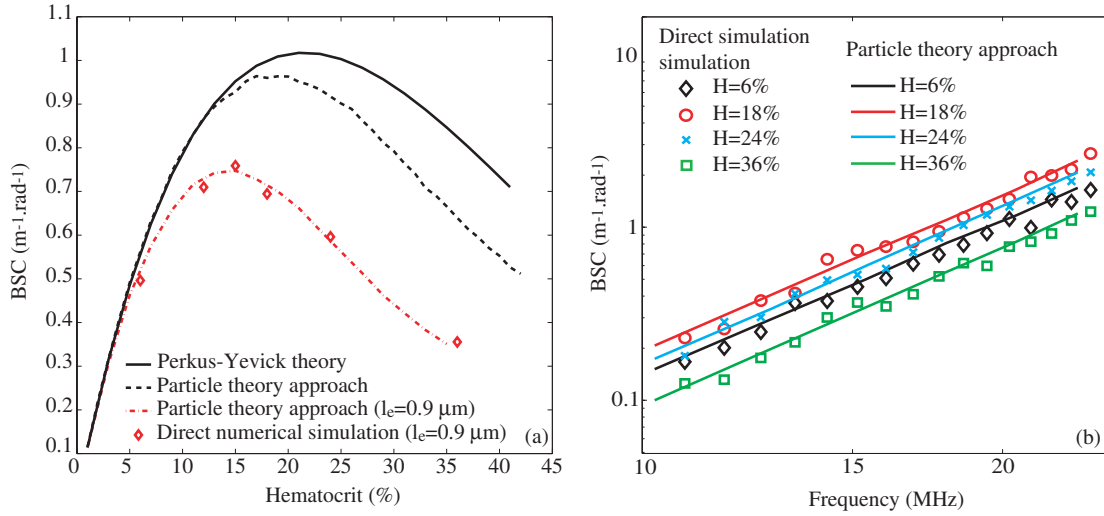 1.1
1
0.9
0.8
0.7
0.6
0.5
0.4
0.3
0.2
0.1
BSC (m⁻¹.rad⁻¹)
Perkus-Yevick theory
Particle theory approach
Particle theory approach (lₑ=0.9 μm)
Direct numerical simulation (lₑ=0.9 μm)
(a)
0 5 10 15 20 25 30 35 40 45
Hematocrit (%)
10
1
0.1
BSC (m⁻¹.rad⁻¹)
Direct simulation
simulation
H=6%
H=18%
H=24%
H=36%
Particle theory approach
H=6%
H=18%
H=24%
H=36%
(b)
10 15 20
Frequency (MHz)